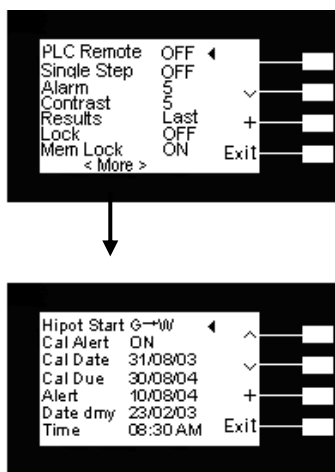 PLC Remote OFF
Single Step OFF
Alarm 5
Contrast 5
Results Last +
Lock OFF
Mem Lock ON Exit
< More >
Hipot Start G→W
Cal Alert ON
Cal Date 31/08/03
Cal Due 30/08/04
Alert 10/08/04 +
Date dmy 23/02/03
Time 08:30 AM Exit